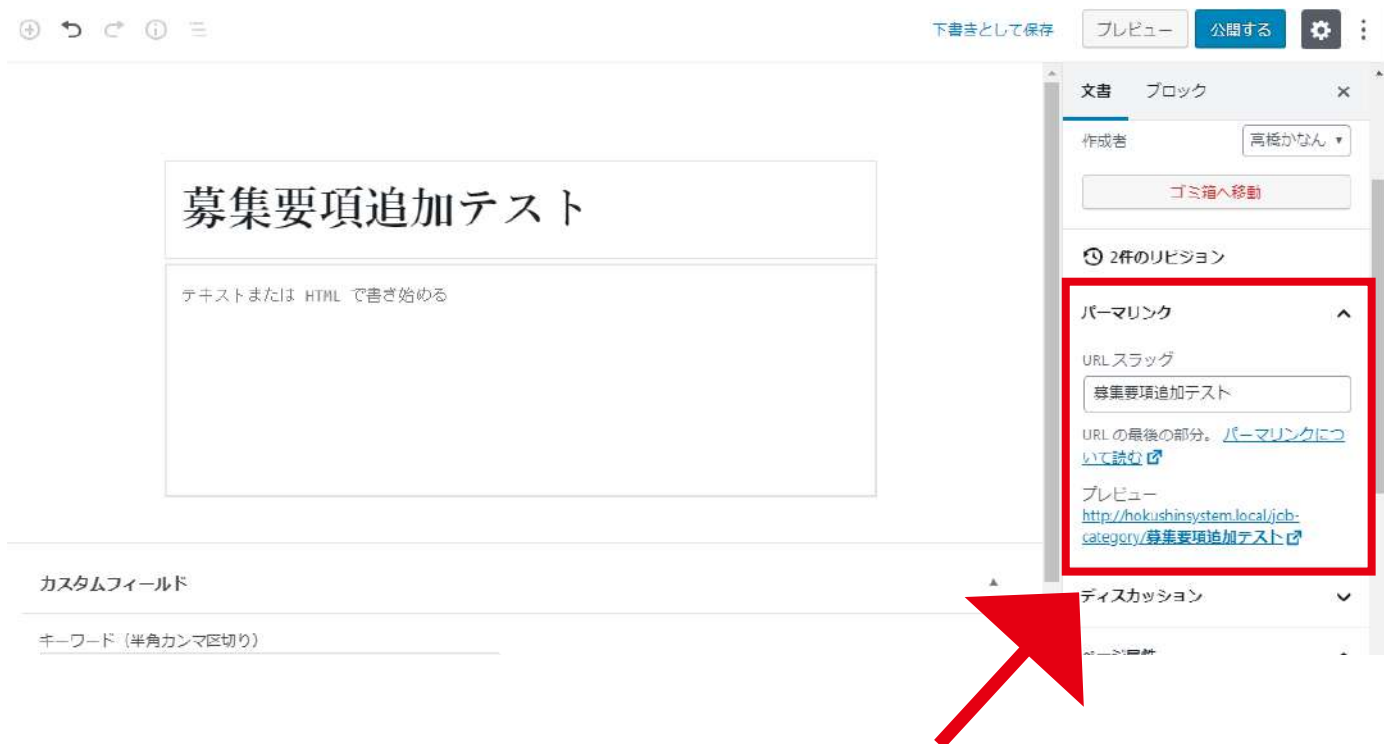 下書きとして保存 プレビュー 公開する
文書 ブロック ×
作成者 高橋かなん
ゴミ箱へ移動
2件のリビジョン
募集要項追加テスト
テキストまたは HTML で書き始める
パーマリンク
URL スラッグ
募集要項追加テスト
URL の最後の部分。 パーマリンクにつ
いて読む
プレビュー
http://hokushinsystem.local/job-
category/募集要項追加テスト
ディスカッション
カスタムフィールド
キーワード（半角カンマ区切り）